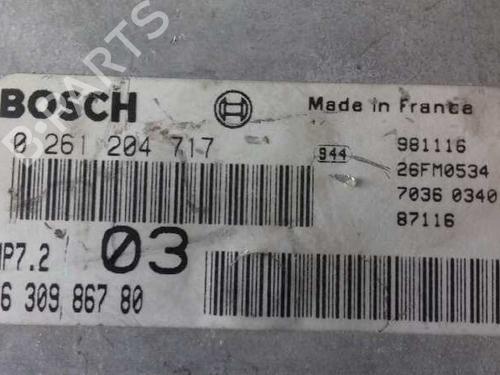 B-PARTS
BOSCH
Made in France
0 261 204 717
944
981116
26FM0534
7036 0340
87116
MP7.2
03
6 309 867 80